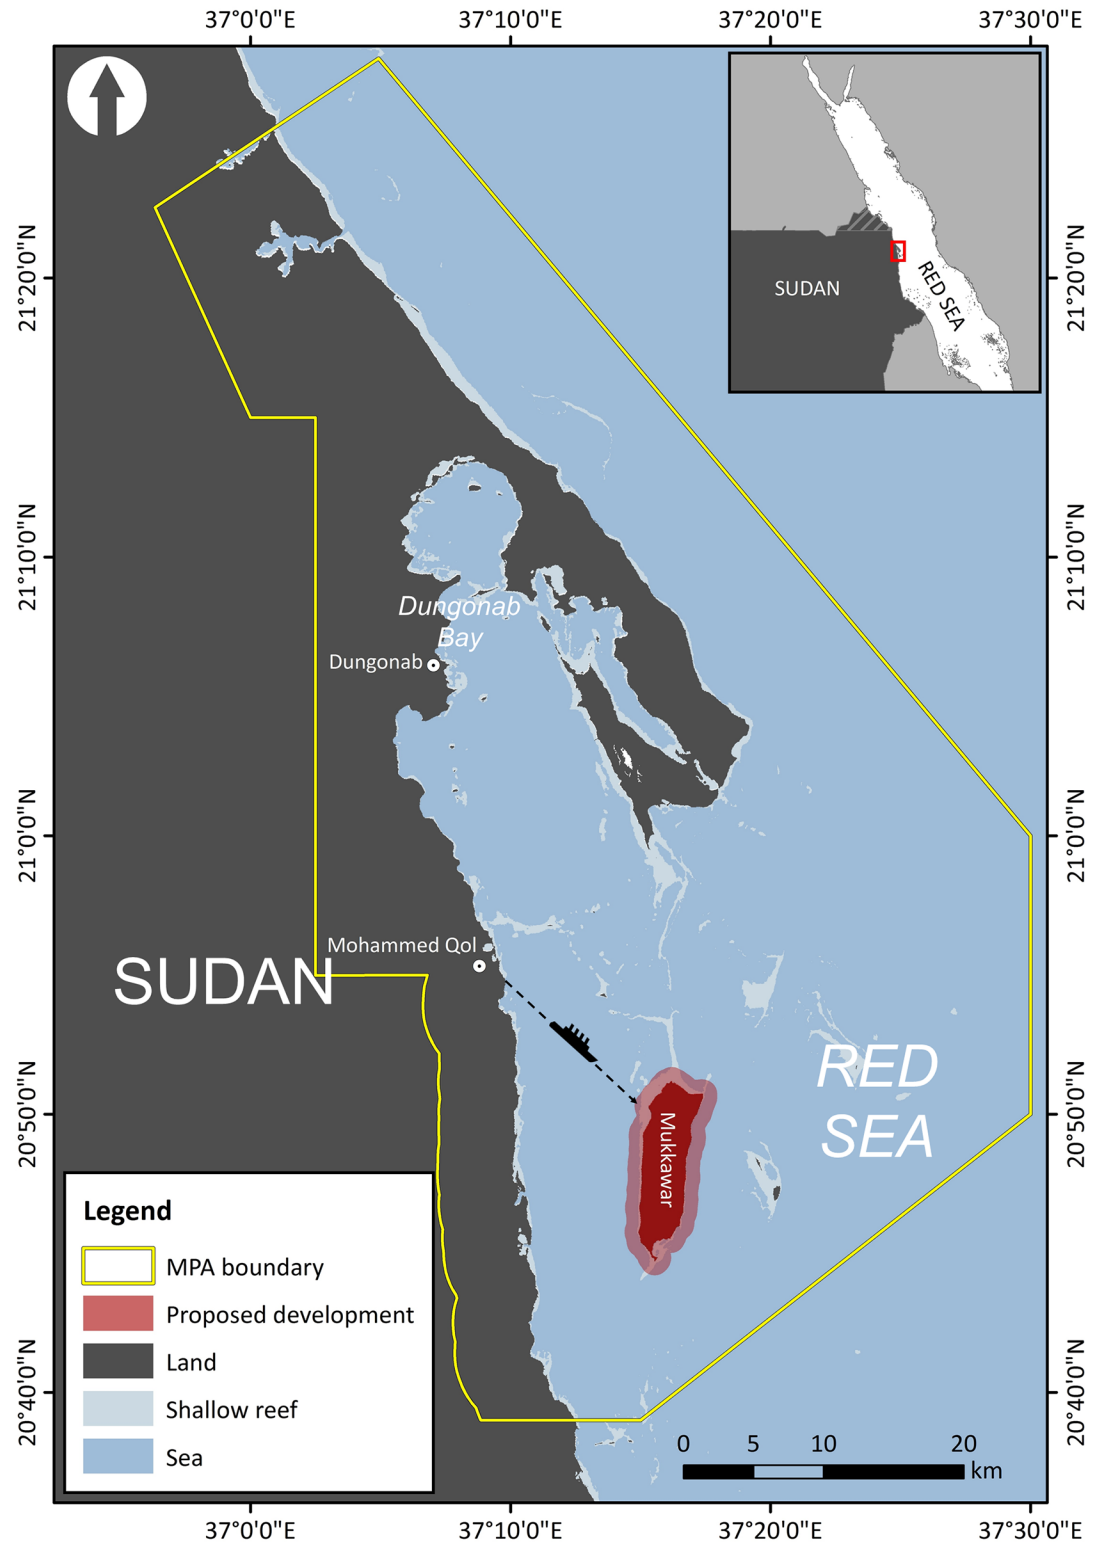 37°0'0"E 37°10'0"E 37°20'0"E 37°30'0"E
21°20'0"N
21°20'0"N
SUDAN
RED SEA
21°10'0"N
21°10'0"N
Dungonab
Bay
Dungonab
21°0'0"N
21°0'0"N
Mohammed Qol
SUDAN
RED
SEA
20°50'0"N
20°50'0"N
Mukkawar
Legend
MPA boundary
Proposed development
Land
Shallow reef
Sea
20°40'0"N
20°40'0"N
0 5 10 20
km
37°0'0"E 37°10'0"E 37°20'0"E 37°30'0"E